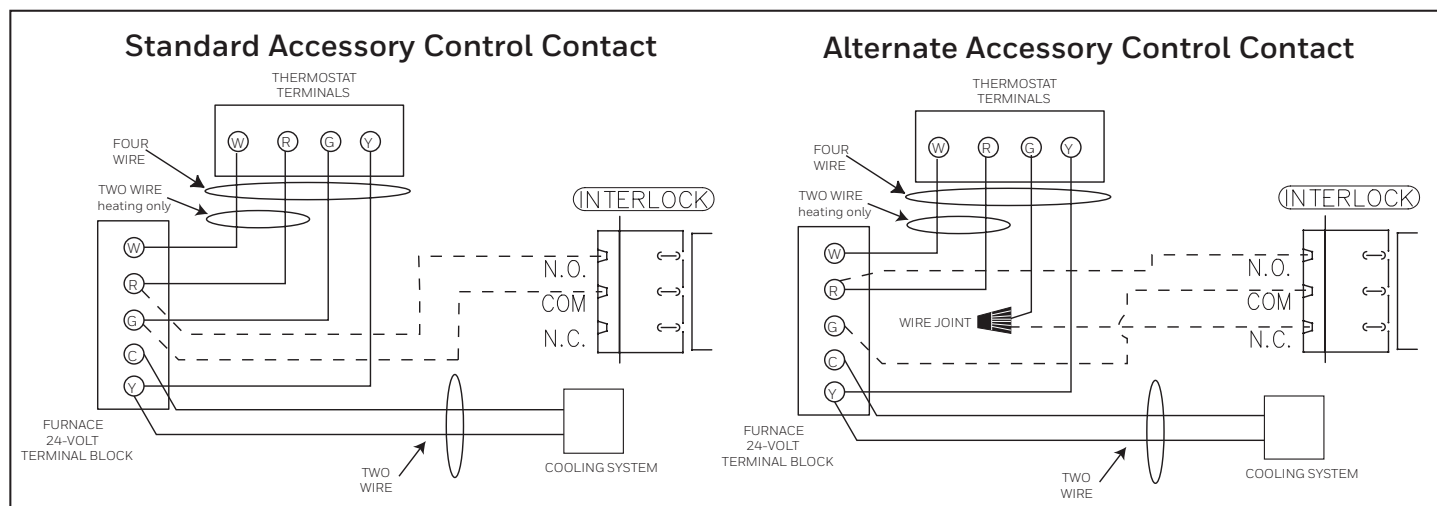 Standard Accessory Control Contact
THERMOSTAT
TERMINALS
W R G Y
FOUR
WIRE
TWO WIRE
heating only
INTERLOCK
W
R
G
C
Y
N.O.
COM
N.C.
FURNACE
24-VOLT
TERMINAL BLOCK
TWO
WIRE
COOLING SYSTEM
Alternate Accessory Control Contact
THERMOSTAT
TERMINALS
W R G Y
FOUR
WIRE
TWO WIRE
heating only
INTERLOCK
W
R
G
C
Y
WIRE JOINT
N.O.
COM
N.C.
FURNACE
24-VOLT
TERMINAL BLOCK
TWO
WIRE
COOLING SYSTEM